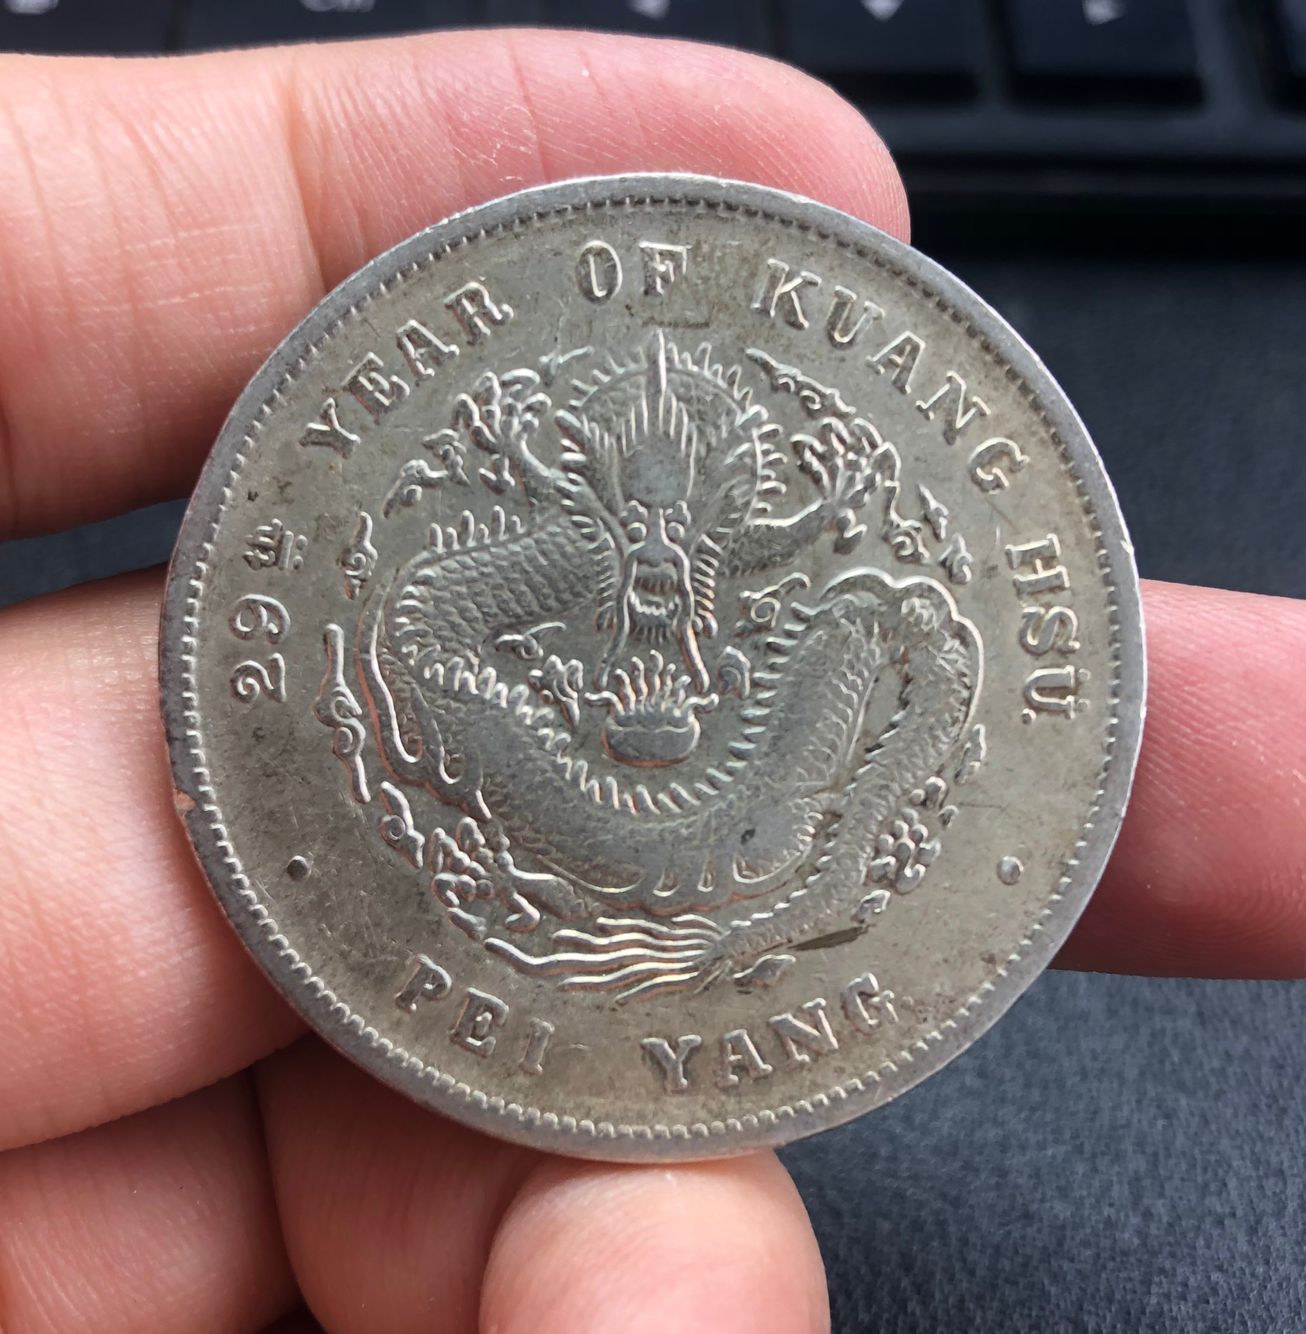 29TH YEAR OF KUANG HSÜ.
PEI YANG